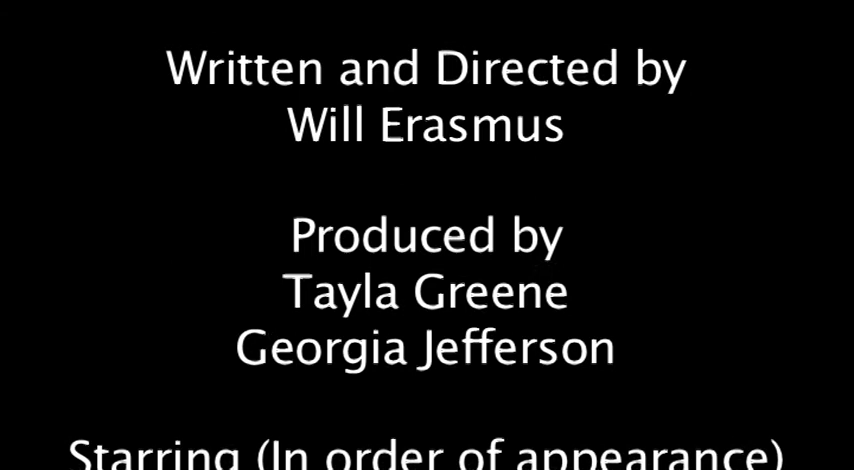 Written and Directed by
Will Erasmus
Produced by
Tayla Greene
Georgia Jefferson
Starring (In order of appearance)